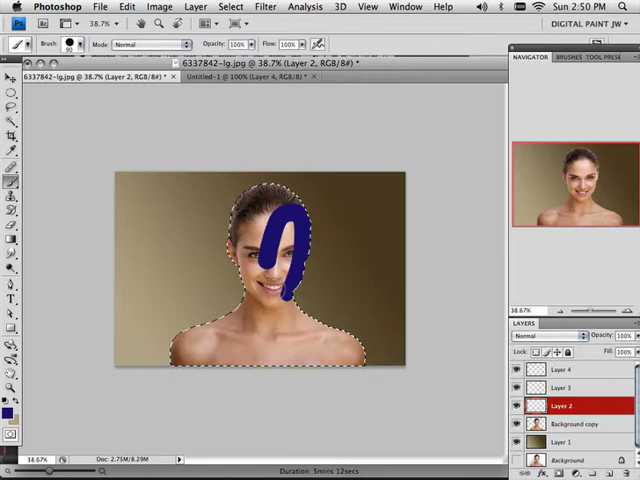 Photoshop File Edit Image Layer Select Filter Analysis 3D View Window Help Sun 2:50 PM
Ps 38.7% DIGITAL PAINT JW
Brush: 90 Mode: Normal Opacity: 100% Flow: 100%
6337842-lg.jpg @ 38.7% (Layer 2, RGB/8#) *
6337842-lg.jpg @ 38.7% (Layer 2, RGB/8#) * Untitled-1 @ 100% (Layer 4, RGB/8*) *
NAVIGATOR BRUSHES TOOL PRESE
38.67%
LAYERS
Normal Opacity: 100%
Lock: Fill: 100%
Layer 4
Layer 3
Layer 2
Background copy
Layer 1
Background
38.67% Doc: 2.75M/8.29M
Duration: 5mins 12secs